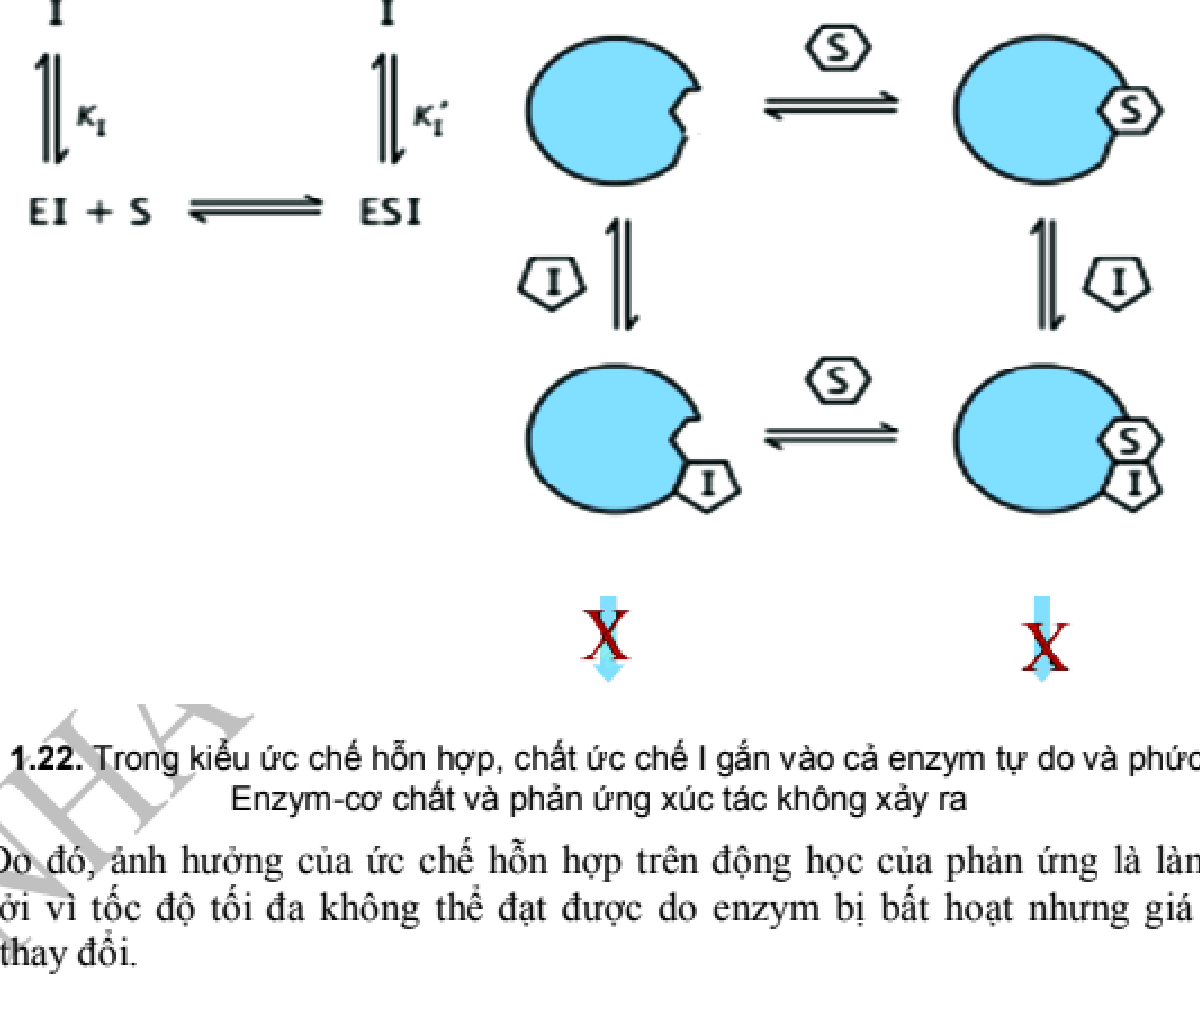 I I
K_I K_I'
EI + S ESI
S
S
I I
S
S
I I
X X
NHA
1.22. Trong kiểu ức chế hỗn hợp, chất ức chế I gắn vào cả enzym tự do và phức
Enzym-cơ chất và phản ứng xúc tác không xảy ra
Do đó, ảnh hưởng của ức chế hỗn hợp trên động học của phản ứng là làn
ởi vì tốc độ tối đa không thể đạt được do enzym bị bất hoạt nhưng giá
thay đổi.